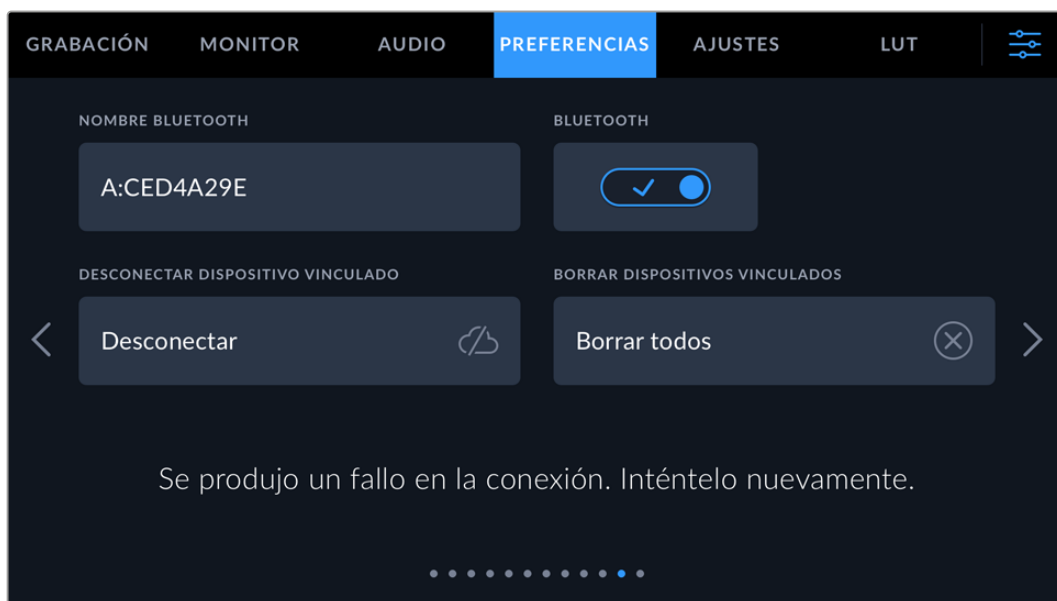 GRABACIÓN MONITOR AUDIO PREFERENCIAS AJUSTES LUT
NOMBRE BLUETOOTH
BLUETOOTH
A:CED4A29E
DESCONECTAR DISPOSITIVO VINCULADO
BORRAR DISPOSITIVOS VINCULADOS
Desconectar
Borrar todos
Se produjo un fallo en la conexión. Inténtelo nuevamente.